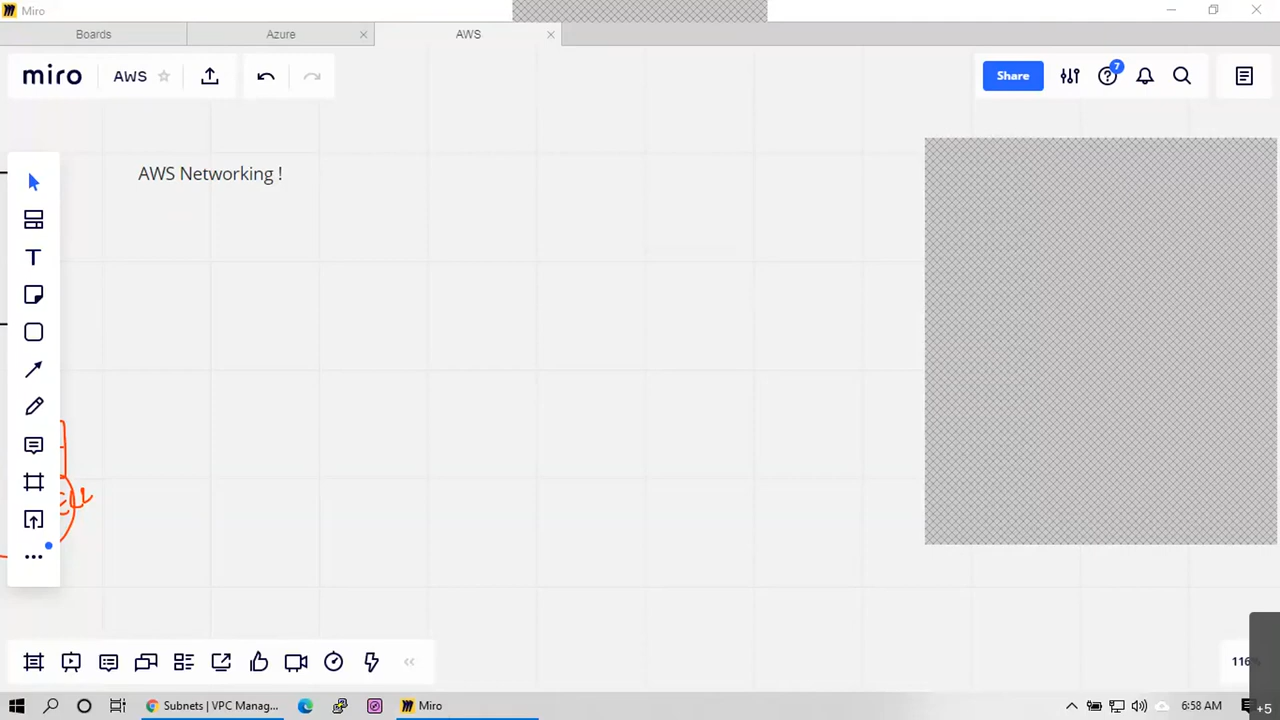 Miro
Boards
Azure
AWS
miro
AWS
Share
7
AWS Networking !
T
116%
Subnets | VPC Manag...
Miro
6:58 AM
+5